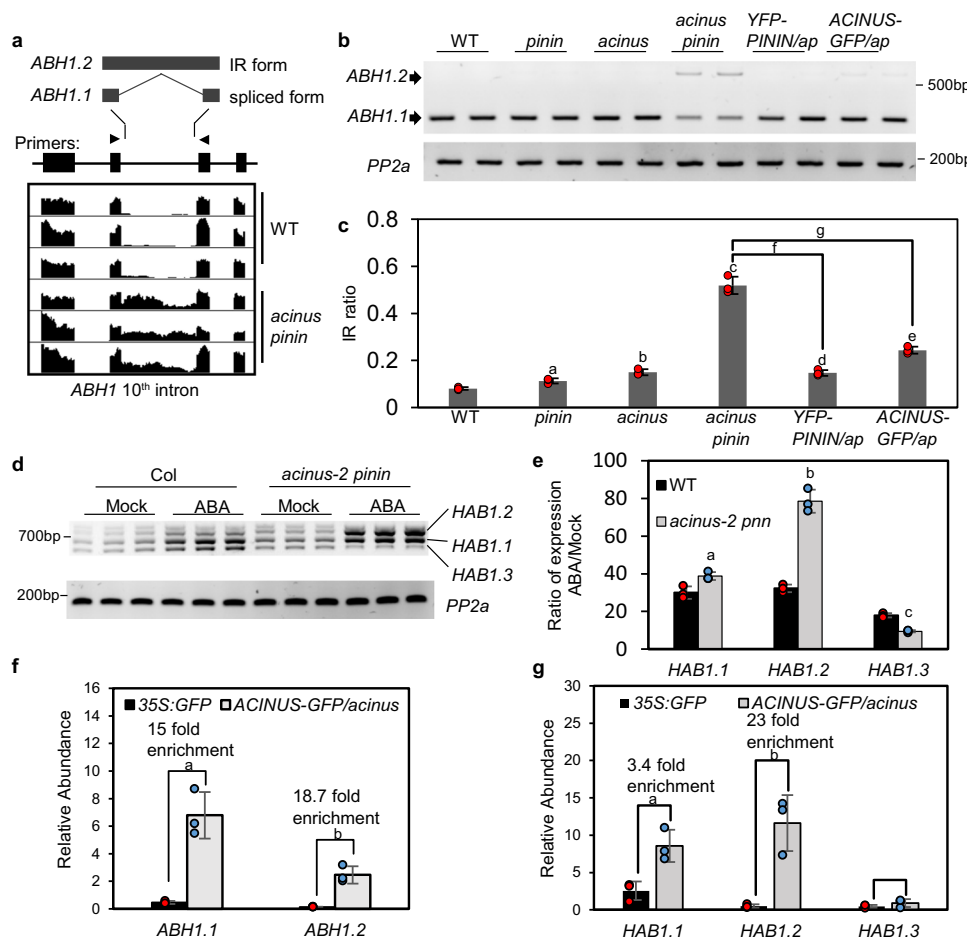 a
ABH1.2 IR form
ABH1.1 spliced form
Primers:
WT
acinus
pinin
ABH1 10th intron
b
WT pinin acinus acinus pinin YFP-PININ/ap ACINUS-GFP/ap
ABH1.2
500bp
ABH1.1
PP2a
200bp
c
0.8
0.6
0.4
0.2
0
IR ratio
a
b
c
d
e
f
g
WT pinin acinus acinus pinin YFP-PININ/ap ACINUS-GFP/ap
d
Col acinus-2 pinin
Mock ABA Mock ABA
700bp
HAB1.2
HAB1.1
HAB1.3
200bp
PP2a
e
100
80
60
40
20
0
Ratio of expression
ABA/Mock
WT
acinus-2 pnn
a
b
c
HAB1.1 HAB1.2 HAB1.3
f
16
14
12
10
8
6
4
2
0
Relative Abundance
35S:GFP ACINUS-GFP/acinus
15 fold
enrichment
a
18.7 fold
enrichment
b
ABH1.1 ABH1.2
g
30
25
20
15
10
5
0
Relative Abundance
35S:GFP ACINUS-GFP/acinus
3.4 fold
enrichment
a
23 fold
enrichment
b
HAB1.1 HAB1.2 HAB1.3